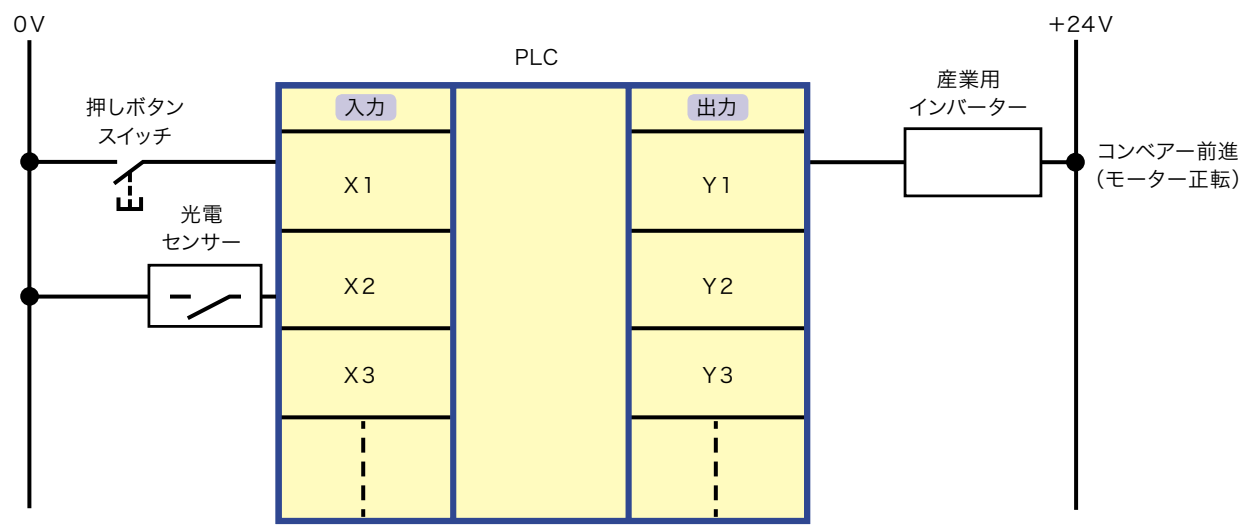 0V
+24V
PLC
押しボタン
スイッチ
入力
出力
産業用
インバーター
コンベアー前進
(モーター正転)
X1
Y1
光電
センサー
X2
Y2
X3
Y3